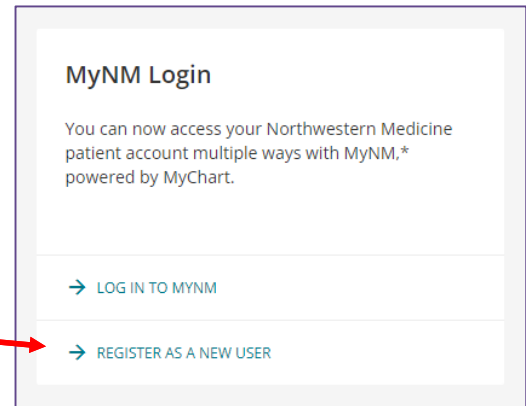 MyNM Login
You can now access your Northwestern Medicine
patient account multiple ways with MyNM,*
powered by MyChart.
→ LOG IN TO MYNM
→ REGISTER AS A NEW USER